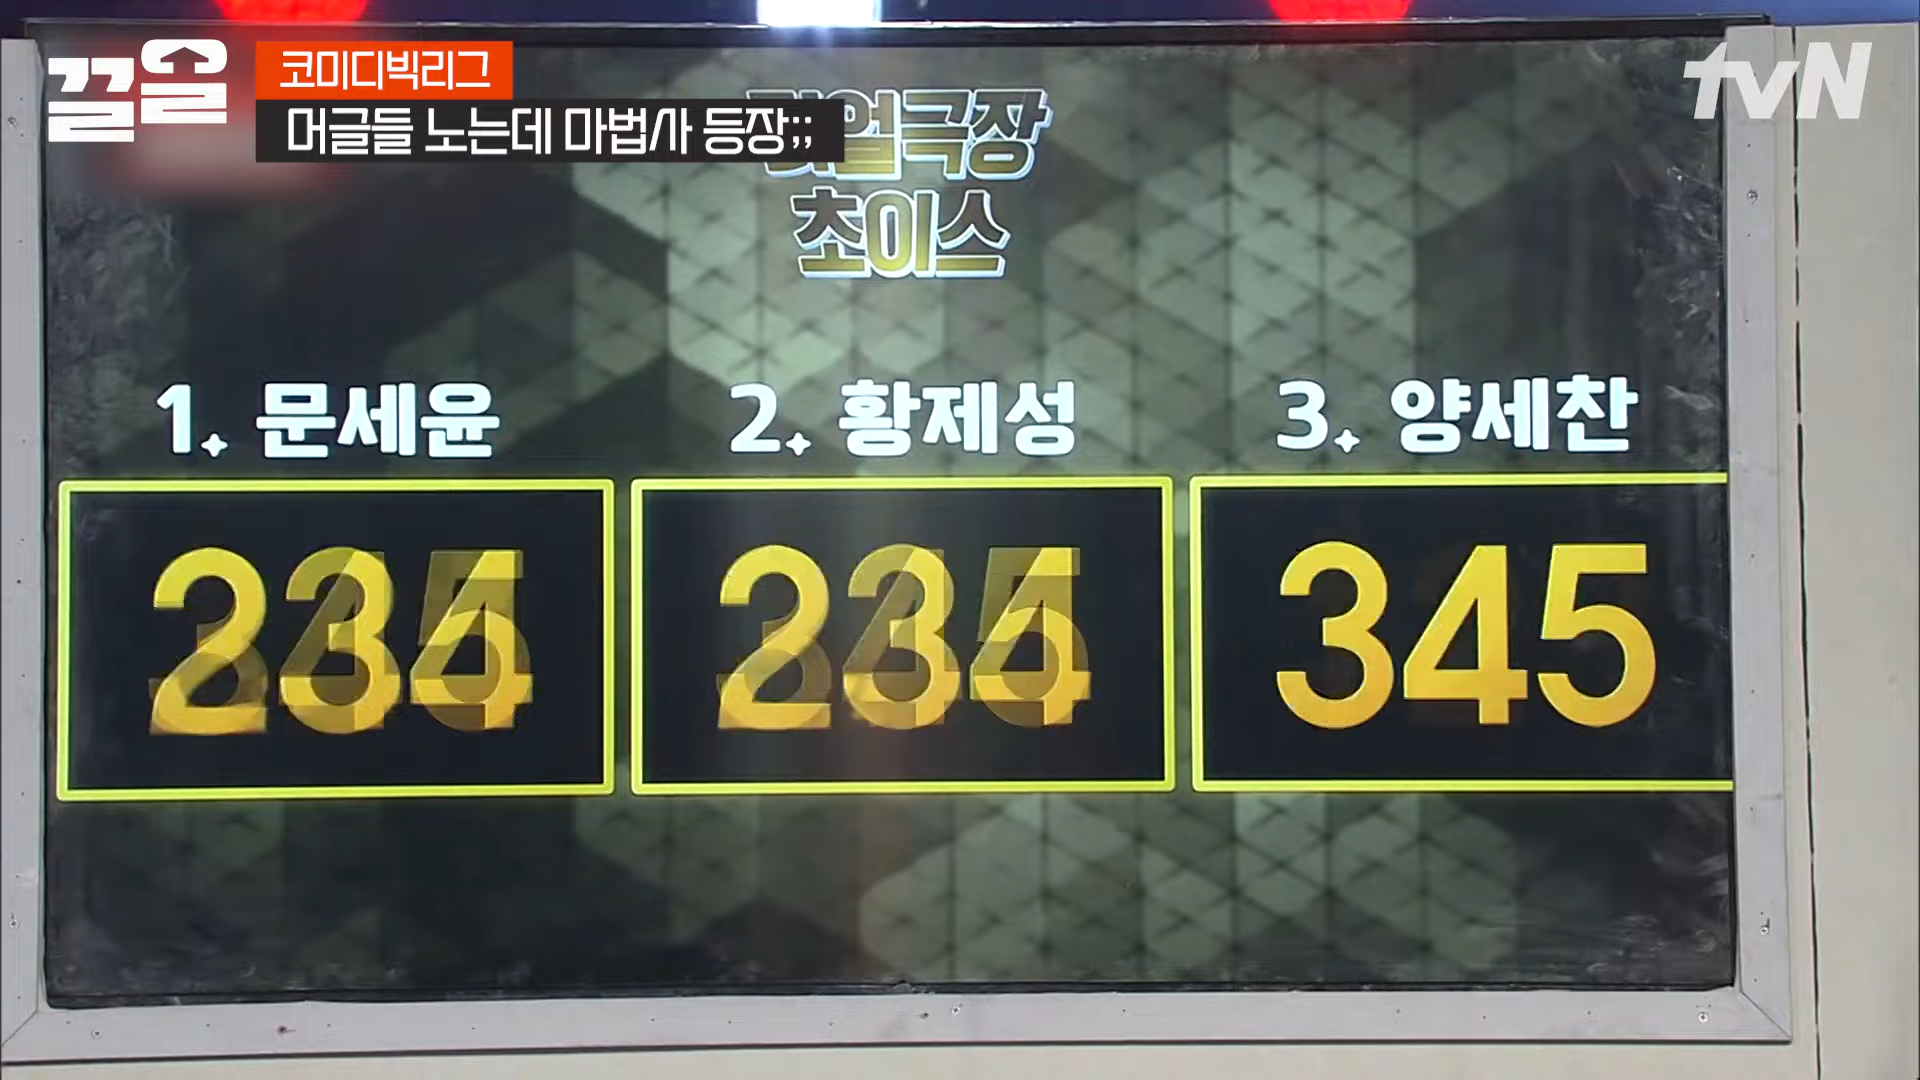 끌올
코미디빅리그
머글들 노는데 마법사 등장;;
tvN
초이스
1. 문세윤
2. 황제성
3. 양세찬
345